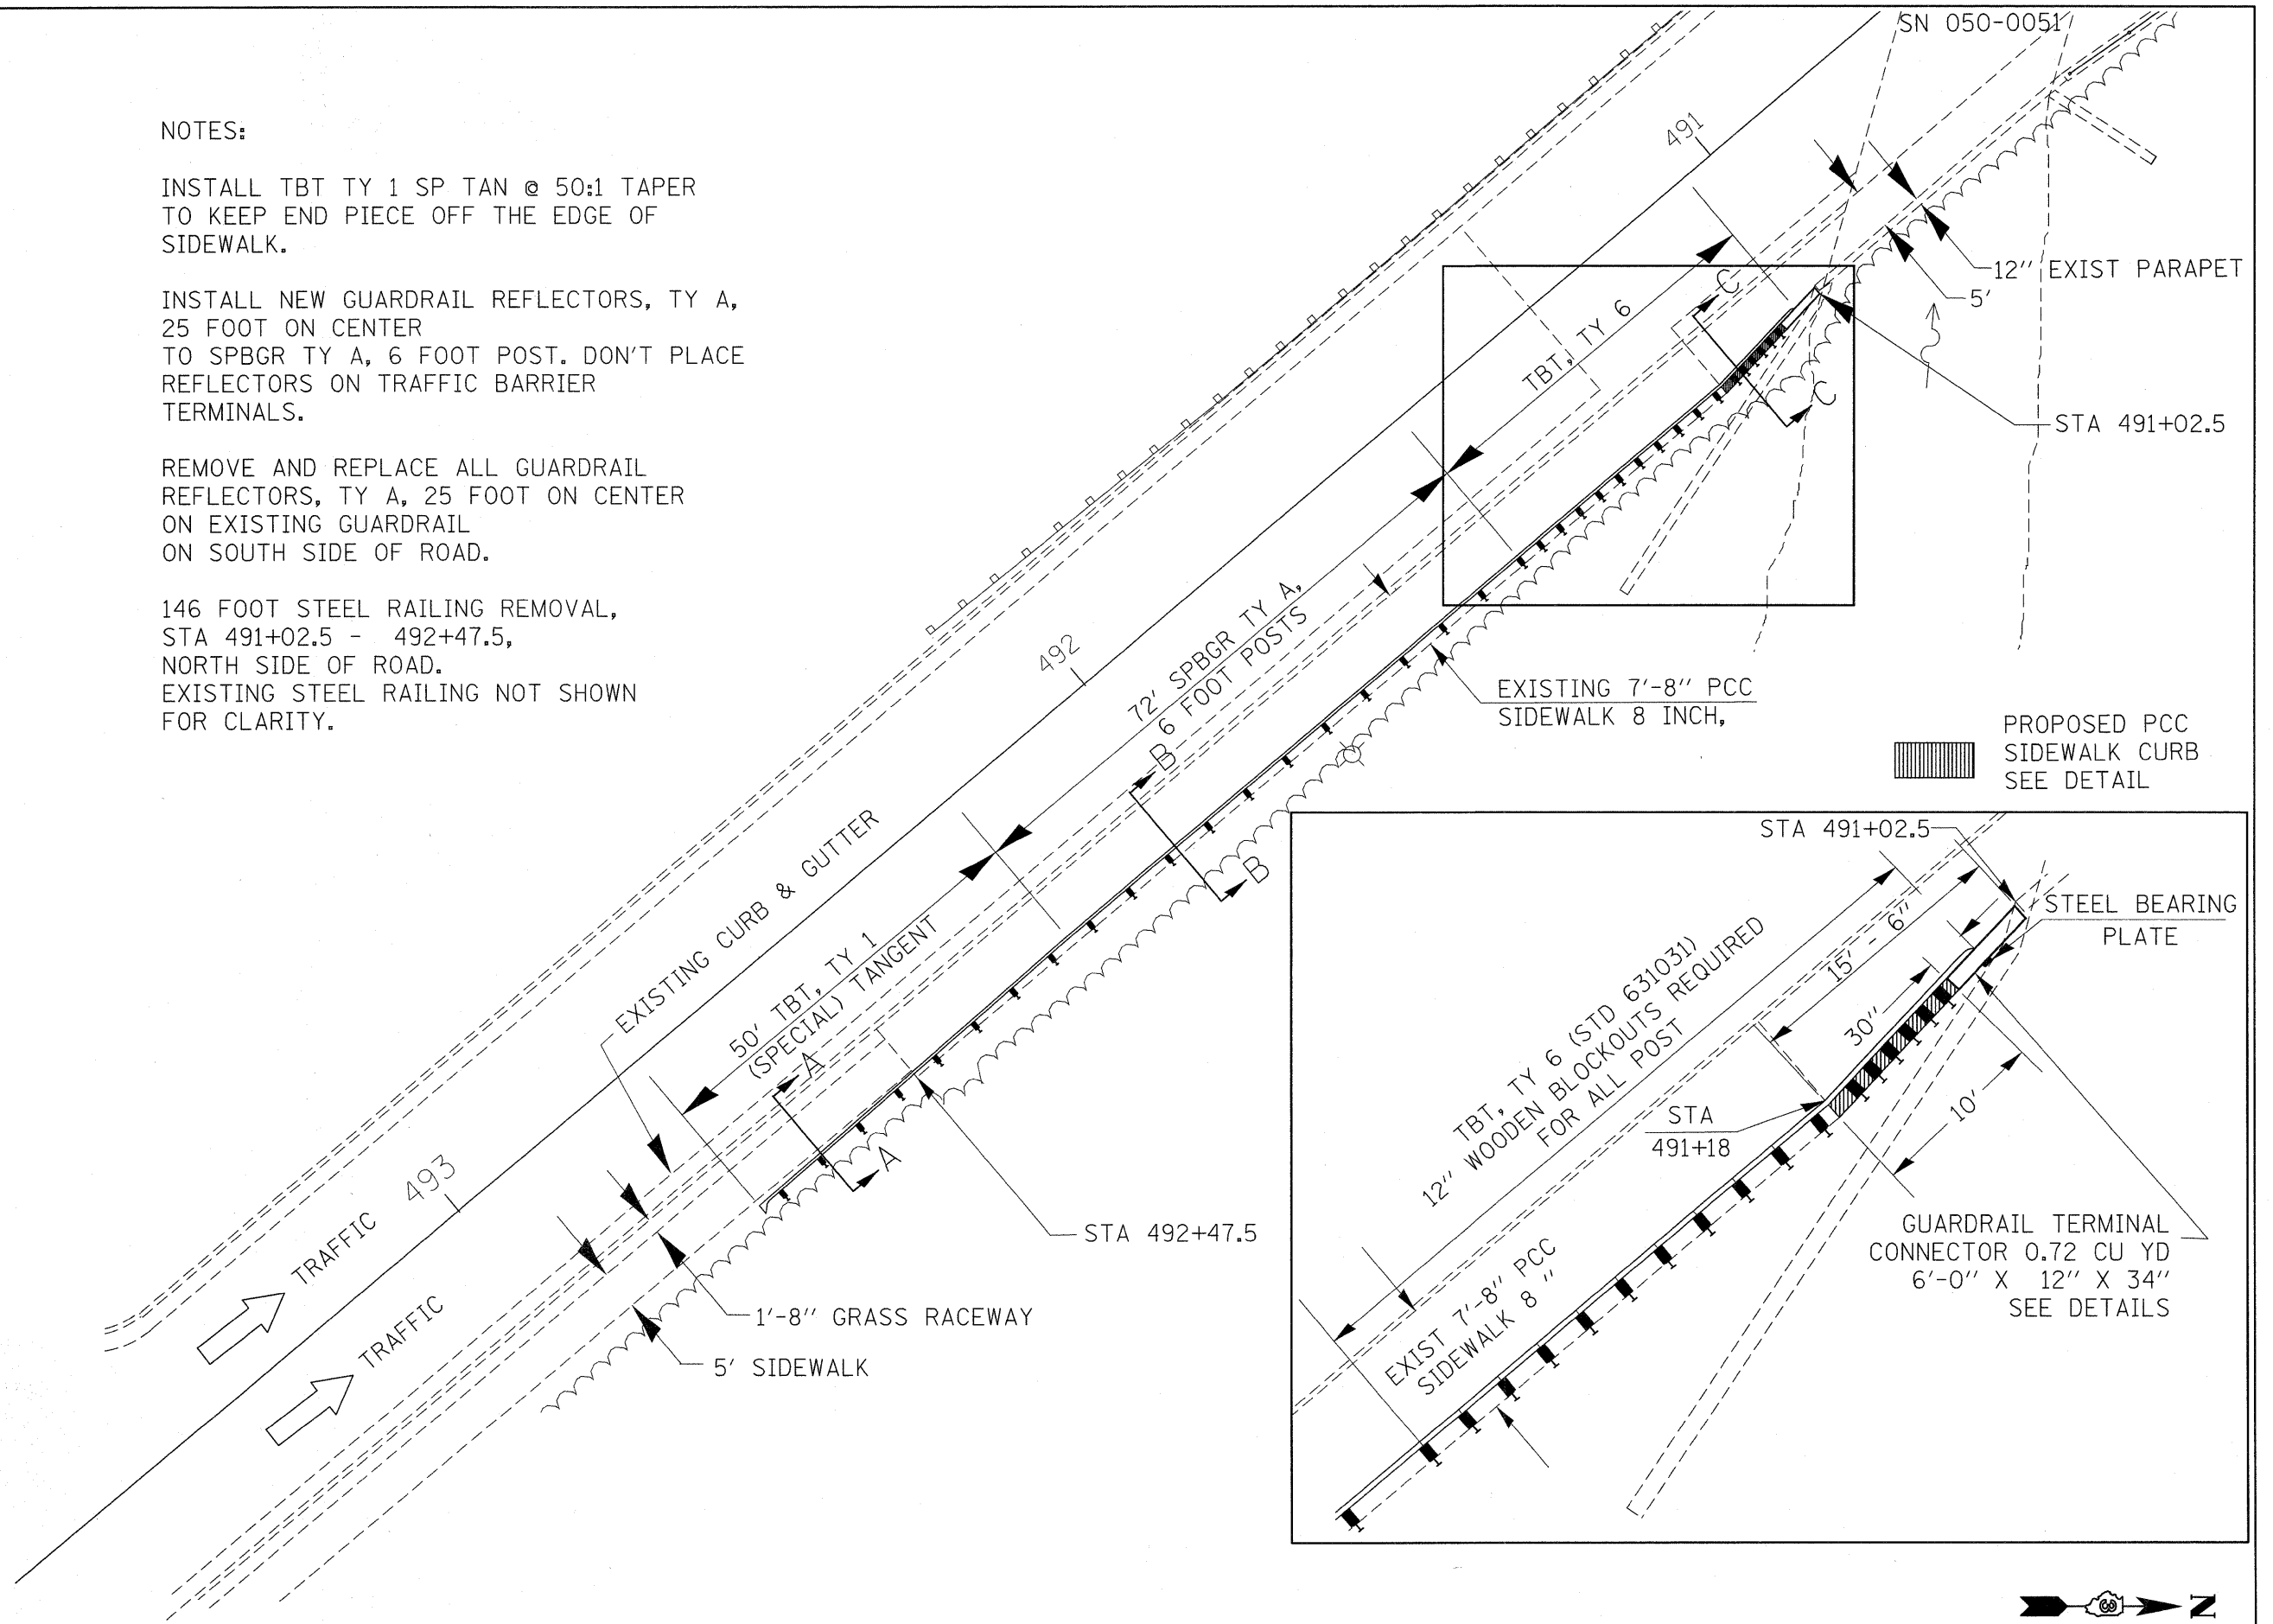 SN 050-0051
NOTES:
INSTALL TBT TY 1 SP TAN @ 50:1 TAPER
TO KEEP END PIECE OFF THE EDGE OF
SIDEWALK.
INSTALL NEW GUARDRAIL REFLECTORS, TY A,
25 FOOT ON CENTER
TO SPBGR TY A, 6 FOOT POST. DON'T PLACE
REFLECTORS ON TRAFFIC BARRIER
TERMINALS.
REMOVE AND REPLACE ALL GUARDRAIL
REFLECTORS, TY A, 25 FOOT ON CENTER
ON EXISTING GUARDRAIL
ON SOUTH SIDE OF ROAD.
146 FOOT STEEL RAILING REMOVAL,
STA 491+02.5 - 492+47.5,
NORTH SIDE OF ROAD.
EXISTING STEEL RAILING NOT SHOWN
FOR CLARITY.
491
12" EXIST PARAPET
5'
C
TBT, TY 6
C
STA 491+02.5
492
72' SPBGR TY A,
6 FOOT POSTS
EXISTING 7'-8" PCC
SIDEWALK 8 INCH,
PROPOSED PCC
SIDEWALK CURB
SEE DETAIL
B
B
EXISTING CURB & GUTTER
50' TBT, TY 1
(SPECIAL) TANGENT
A
A
493
TRAFFIC
TRAFFIC
STA 492+47.5
1'-8" GRASS RACEWAY
5' SIDEWALK
STA 491+02.5
STEEL BEARING
PLATE
15' - 6"
30"
TBT, TY 6 (STD 631031)
12" WOODEN BLOCKOUTS REQUIRED
FOR ALL POST
STA
491+18
10'
GUARDRAIL TERMINAL
CONNECTOR 0.72 CU YD
6'-0" X 12" X 34"
SEE DETAILS
EXIST 7'-8" PCC
SIDEWALK 8 "
N